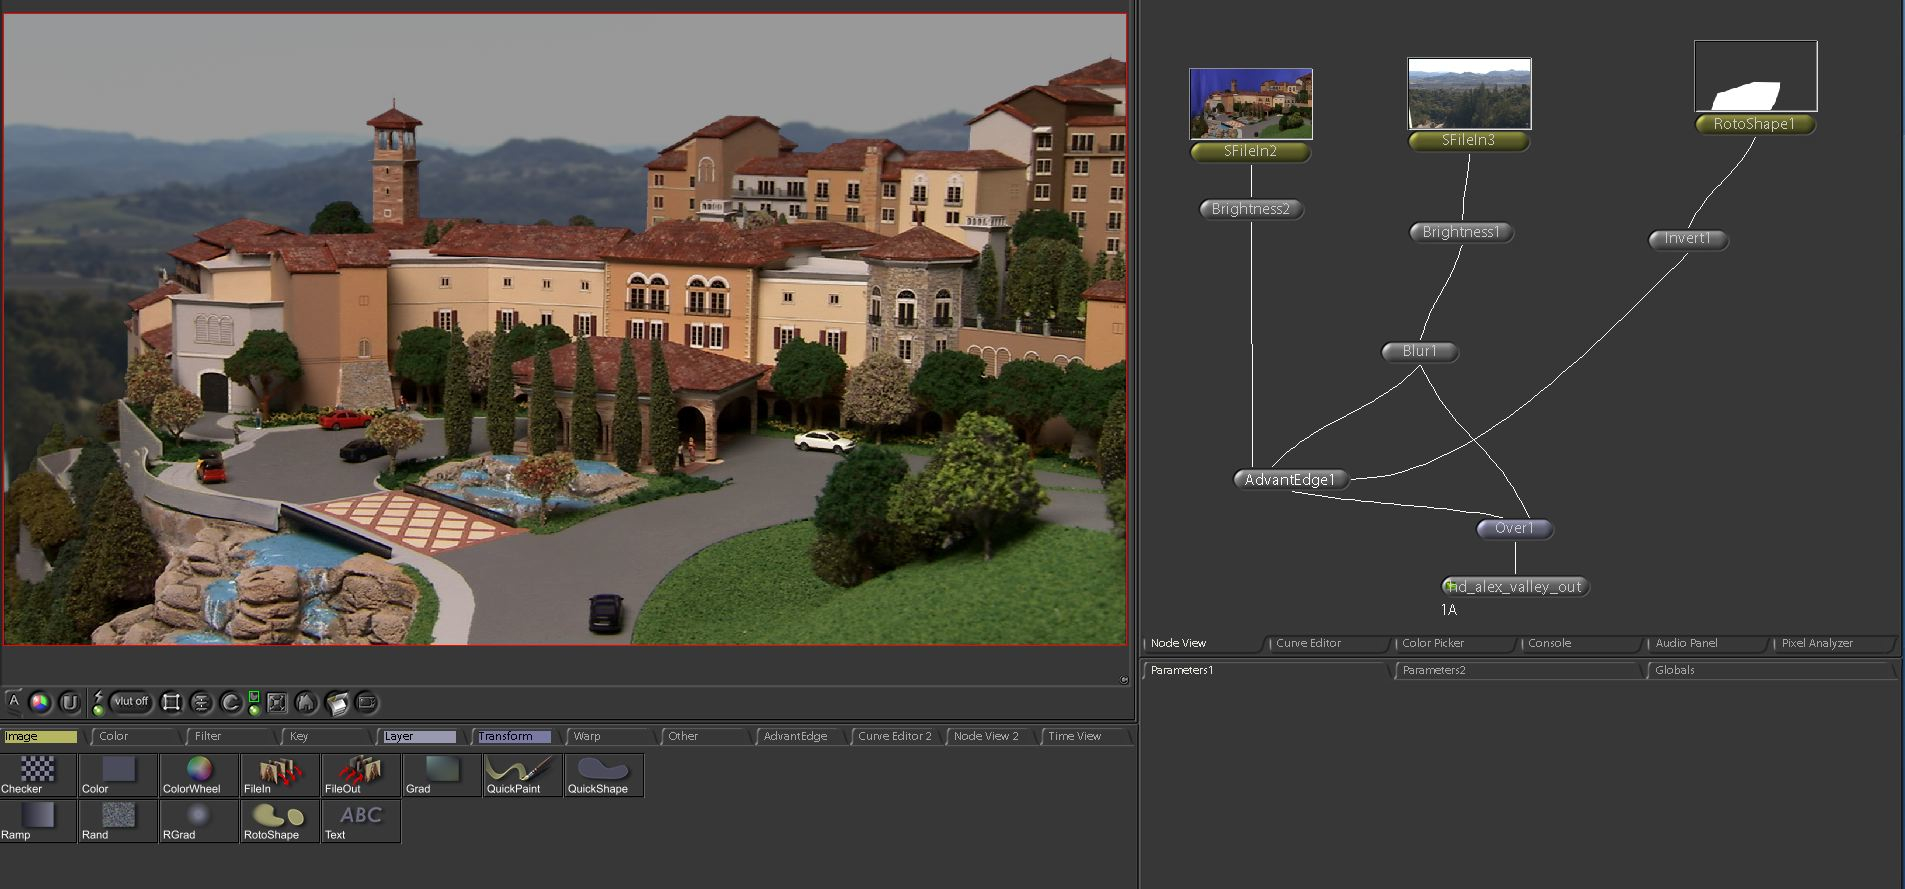 SFileIn2
SFileIn3
RotoShape1
Brightness2
Brightness1
Invert1
Blur1
AdvantEdge1
Over1
nd_alex_valley_out
1A
Node View Curve Editor Color Picker Console Audio Panel Pixel Analyzer
Parameters1 Parameters2 Globals
A U vlut off C
Image Color Filter Key Layer Transform Warp Other AdvantEdge Curve Editor 2 Node View 2 Time View
Checker Color ColorWheel FileIn FileOut Grad QuickPaint QuickShape
ABC
Ramp Rand RGrad RotoShape Text